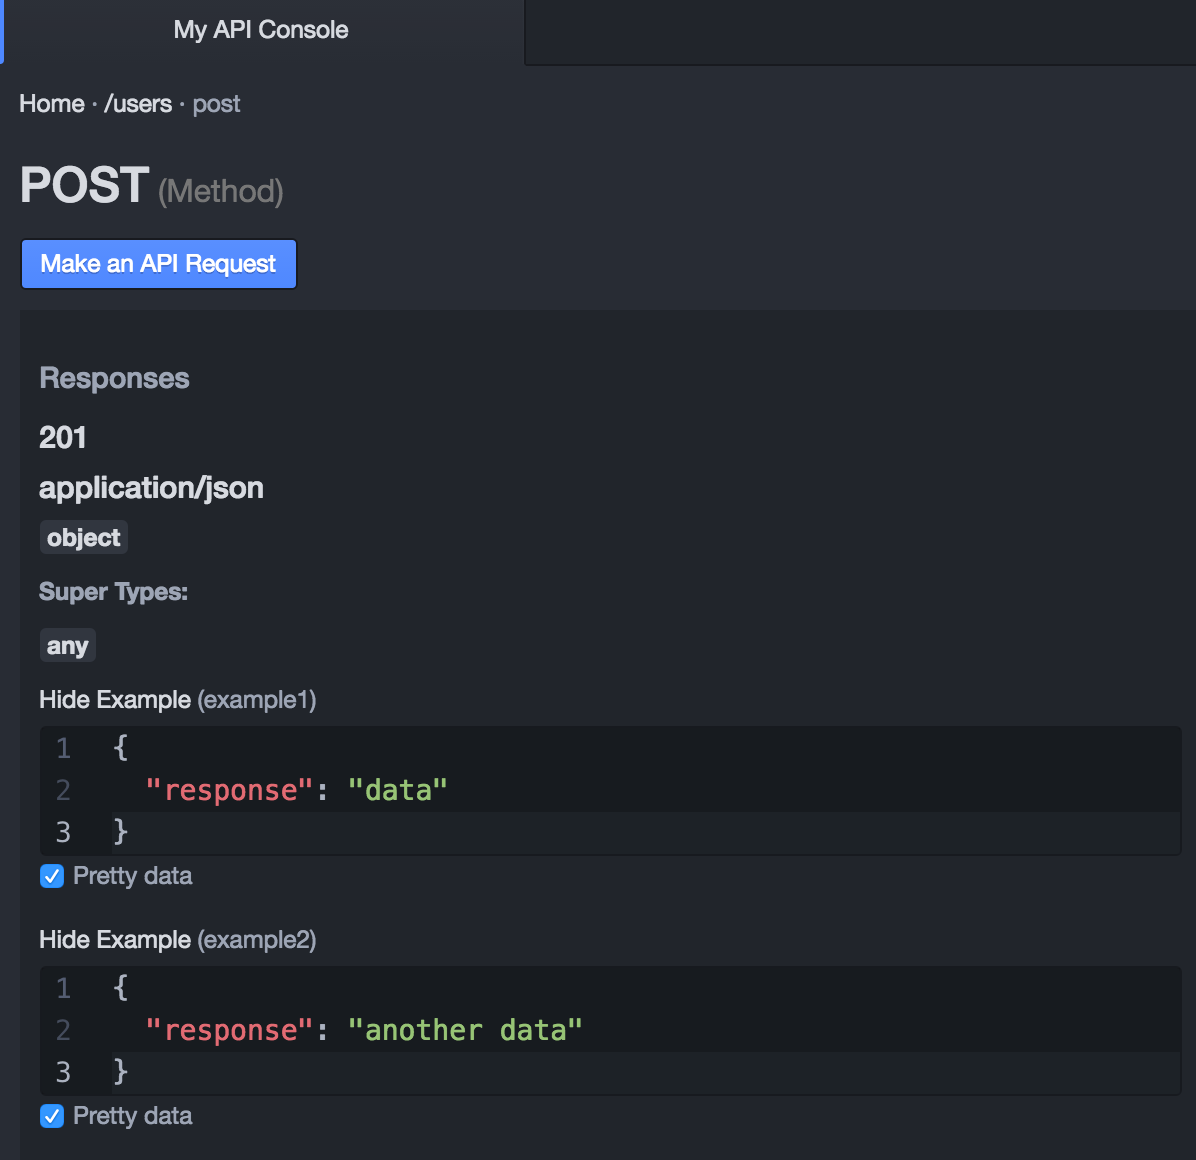 My API Console
Home · /users · post
POST (Method)
Make an API Request
Responses
201
application/json
object
Super Types:
any
Hide Example (example1)
1 {
2 "response": "data"
3 }
Pretty data
Hide Example (example2)
1 {
2 "response": "another data"
3 }
Pretty data